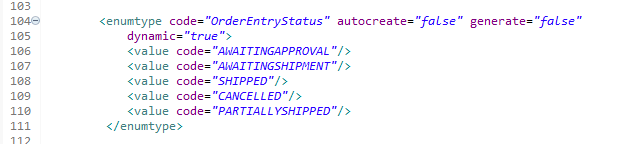 103
104 <enumtype code="OrderEntryStatus" autocreate="false" generate="false"
105 dynamic="true">
106 <value code="AWAITINGAPPROVAL"/>
107 <value code="AWAITINGSHIPMENT"/>
108 <value code="SHIPPED"/>
109 <value code="CANCELLED"/>
110 <value code="PARTIALLYSHIPPED"/>
111 </enumtype>
112